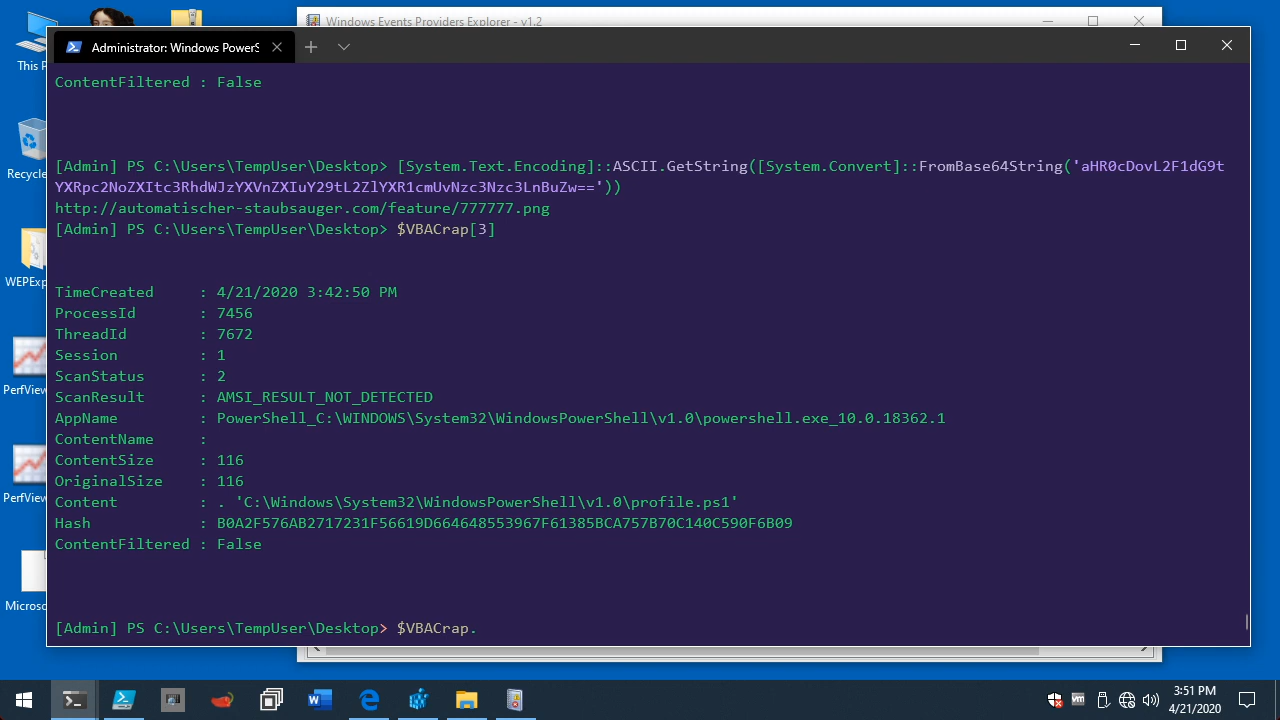 Windows Events Providers Explorer - v1.2
Administrator: Windows PowerS
This P
Recycle
WEPExp
PerfView
PerfView
Microso
ContentFiltered : False
[Admin] PS C:\Users\TempUser\Desktop> [System.Text.Encoding]::ASCII.GetString([System.Convert]::FromBase64String('aHR0cDovL2F1dG9t
YXRpc2NoZXItc3RhdWJzYXVnZXIuY29tL2ZlYXR1cmUvNzc3Nzc3LnBuZw=='))
http://automatischer-staubsauger.com/feature/777777.png
[Admin] PS C:\Users\TempUser\Desktop> $VBACrap[3]
TimeCreated : 4/21/2020 3:42:50 PM
ProcessId : 7456
ThreadId : 7672
Session : 1
ScanStatus : 2
ScanResult : AMSI_RESULT_NOT_DETECTED
AppName : PowerShell_C:\WINDOWS\System32\WindowsPowerShell\v1.0\powershell.exe_10.0.18362.1
ContentName :
ContentSize : 116
OriginalSize : 116
Content : . 'C:\Windows\System32\WindowsPowerShell\v1.0\profile.ps1'
Hash : B0A2F576AB2717231F56619D664648553967F61385BCA757B70C140C590F6B09
ContentFiltered : False
[Admin] PS C:\Users\TempUser\Desktop> $VBACrap.
3:51 PM
4/21/2020